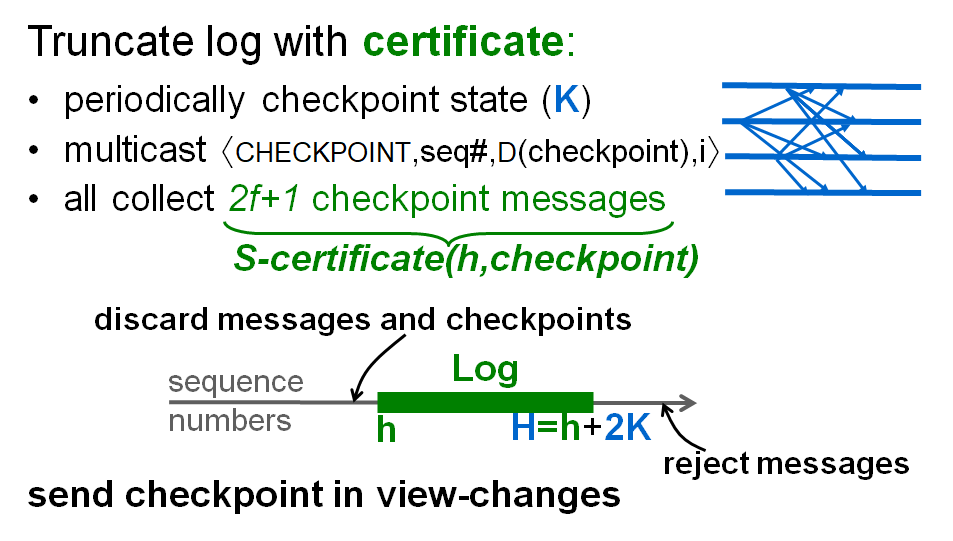 Truncate log with certificate:
• periodically checkpoint state (K)
• multicast ⟨CHECKPOINT,seq#,D(checkpoint),i⟩
• all collect 2f+1 checkpoint messages
S-certificate(h,checkpoint)
discard messages and checkpoints
Log
sequence
numbers
h
H=h+2K
reject messages
send checkpoint in view-changes